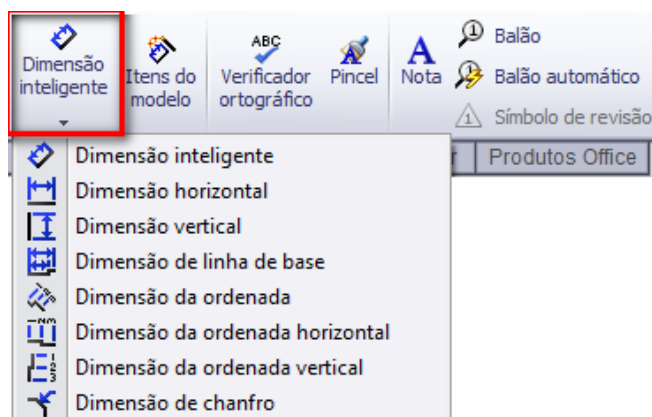 Dimensão
inteligente
Itens do
modelo
ABC
Verificador
ortográfico
Pincel
A
Nota
1 Balão
Balão automático
1 Símbolo de revisão
Produtos Office
Dimensão inteligente
Dimensão horizontal
Dimensão vertical
Dimensão de linha de base
Dimensão da ordenada
Dimensão da ordenada horizontal
Dimensão da ordenada vertical
Dimensão de chanfro